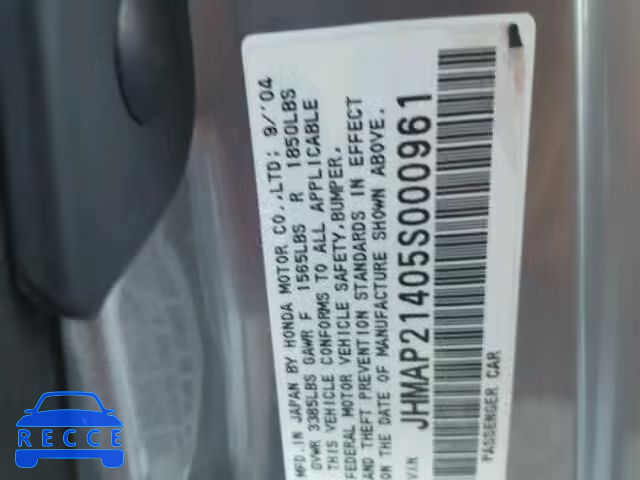 MFD.IN JAPAN BY HONDA MOTOR CO.,LTD; 9/'04
GVWR 3385LBS GAWR F 1565LBS R 1850LBS
THIS VEHICLE CONFORMS TO ALL APPLICABLE
FEDERAL MOTOR VEHICLE SAFETY,BUMPER,
AND THEFT PREVENTION STANDARDS IN EFFECT
ON THE DATE OF MANUFACTURE SHOWN ABOVE.
JHMAP21405S000961
PASSENGER CAR
RECCE